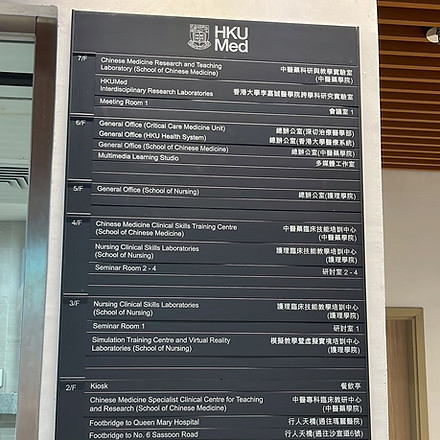 HKU
Med
7/F Chinese Medicine Research and Teaching 中醫藥科研與教學實驗室
Laboratory (School of Chinese Medicine) (中醫藥學院)
HKUMed 香港大學李嘉誠醫學院跨學科研究實驗室
Interdisciplinary Research Laboratories
Meeting Room 1 會議室 1
6/F General Office (Critical Care Medicine Unit) 總辦公室(深切治療醫學部)
General Office (HKU Health System) 總辦公室(香港大學醫療系統)
General Office (School of Chinese Medicine) 總辦公室(中醫藥學院)
Multimedia Learning Studio 多媒體工作室
5/F General Office (School of Nursing) 總辦公室(護理學院)
4/F Chinese Medicine Clinical Skills Training Centre 中醫藥臨床技能培訓中心
(School of Chinese Medicine) (中醫藥學院)
Nursing Clinical Skills Laboratories 護理臨床技能教學培訓中心
(School of Nursing) (護理學院)
Seminar Room 2 - 4 研討室 2 - 4
3/F Nursing Clinical Skills Laboratories 護理臨床技能教學培訓中心
(School of Nursing) (護理學院)
Seminar Room 1 研討室 1
Simulation Training Centre and Virtual Reality 模擬教學暨虛擬實境培訓中心
Laboratories (School of Nursing) (護理學院)
2/F Kiosk 餐飲亭
Chinese Medicine Specialist Clinical Centre for Teaching 中醫專科臨床教研中心
and Research (School of Chinese Medicine) (中醫藥學院)
Footbridge to Queen Mary Hospital 行人天橋(通往瑪麗醫院)
Footbridge to No. 6 Sassoon Road 行人天橋(通往沙宣道6號)